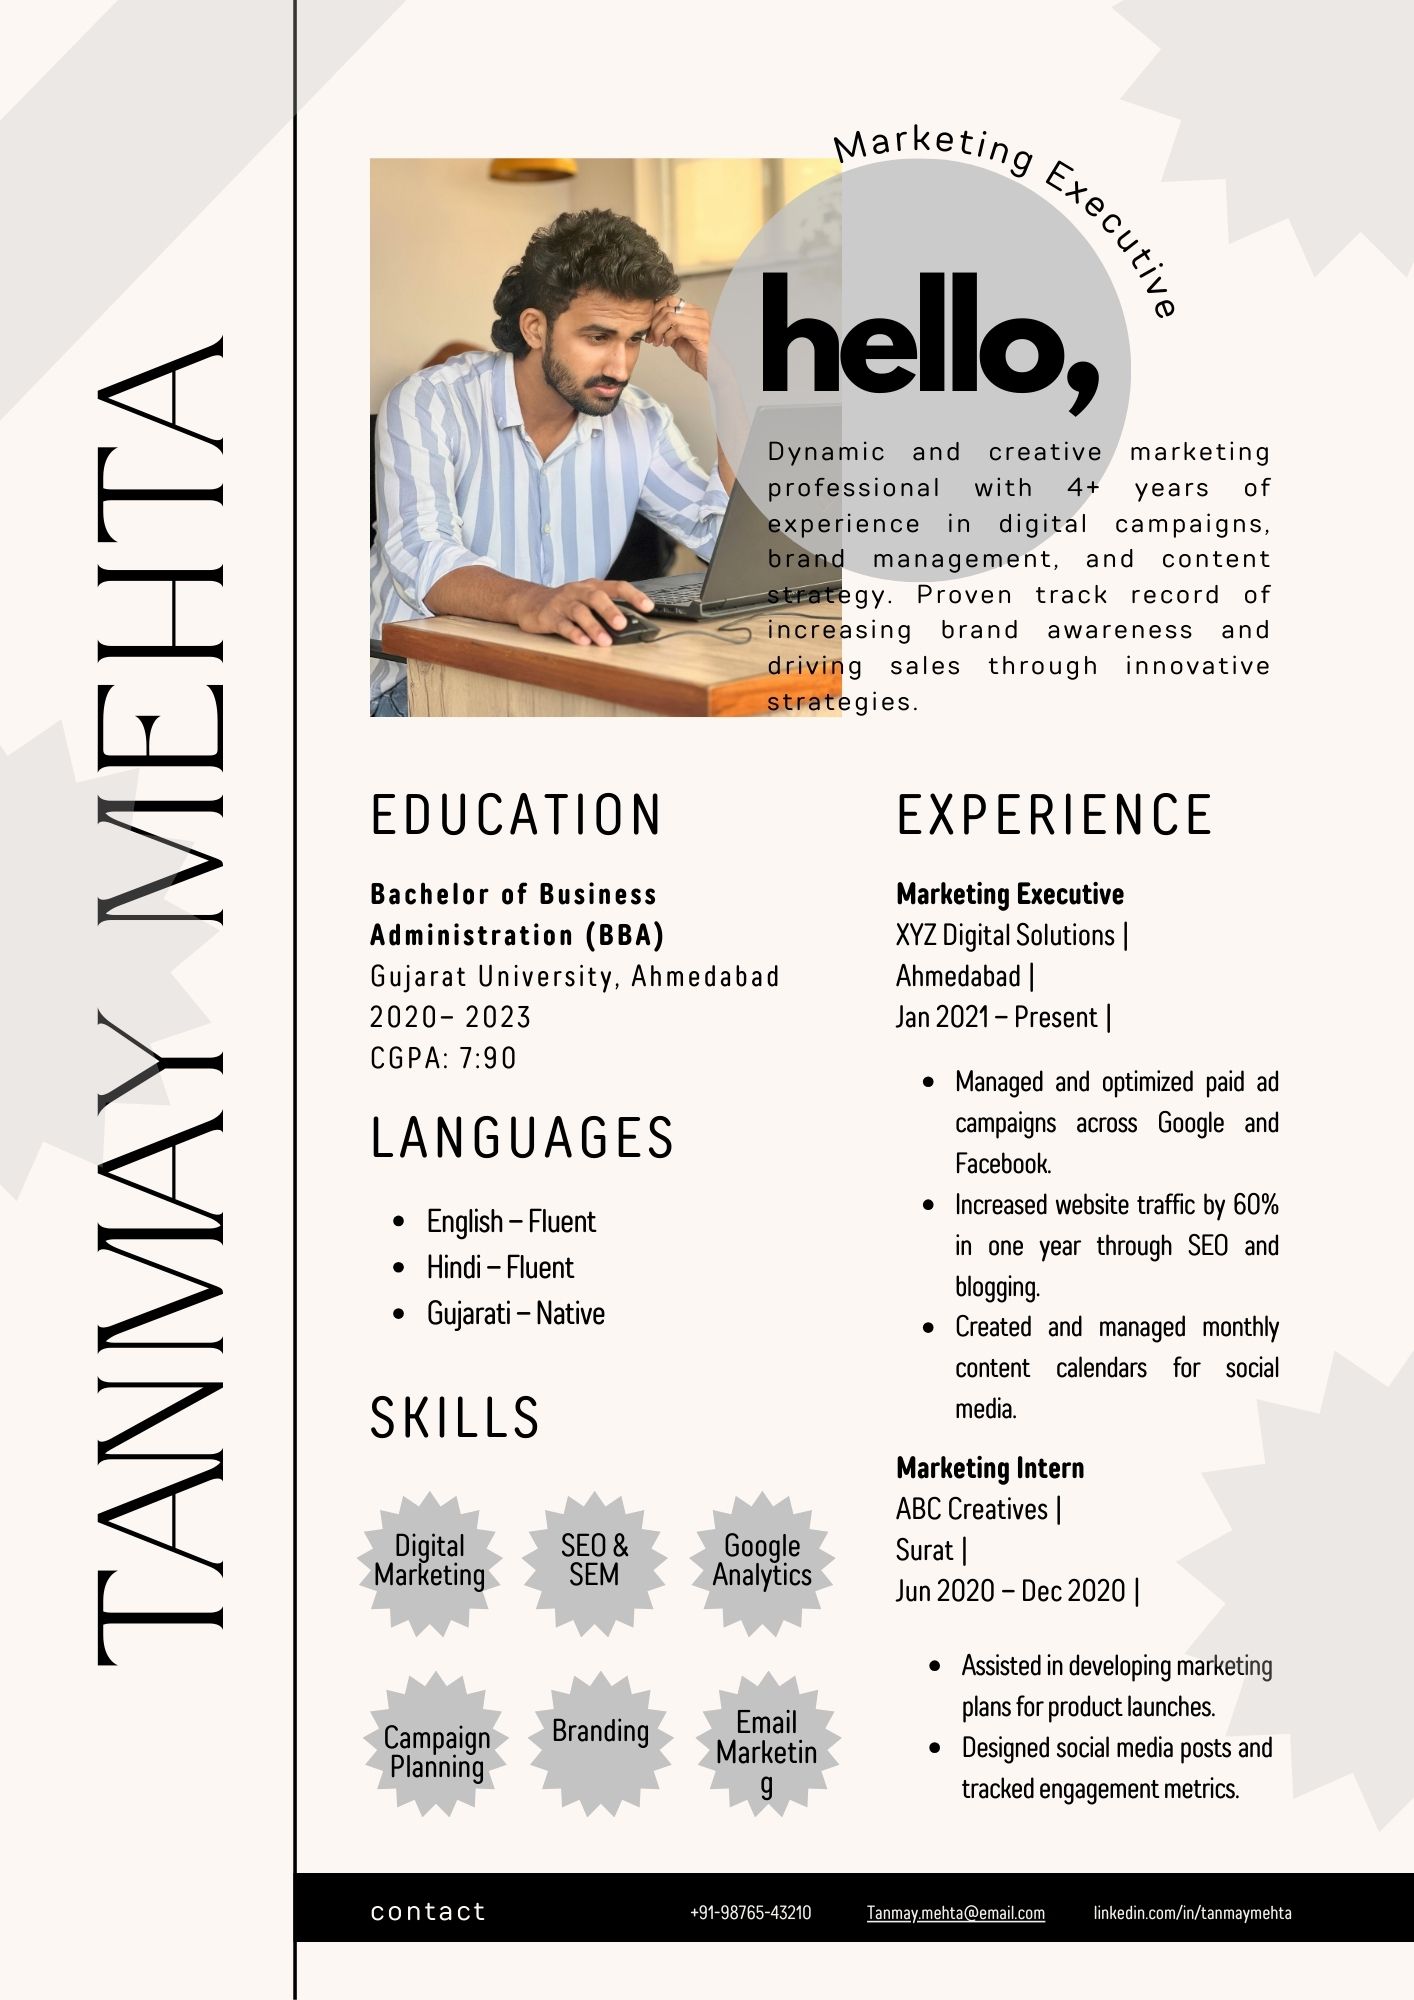 TANMAY MEHTA
Marketing Executive
hello,
Dynamic and creative marketing
professional with 4+ years of
experience in digital campaigns,
brand management, and content
strategy. Proven track record of
increasing brand awareness and
driving sales through innovative
strategies.
EDUCATION
Bachelor of Business
Administration (BBA)
Gujarat University, Ahmedabad
2020– 2023
CGPA: 7:90
LANGUAGES
• English – Fluent
• Hindi – Fluent
• Gujarati – Native
SKILLS
Digital
Marketing
SEO &
SEM
Google
Analytics
Campaign
Planning
Branding
Email
Marketin
g
EXPERIENCE
Marketing Executive
XYZ Digital Solutions |
Ahmedabad |
Jan 2021 – Present |
• Managed and optimized paid ad
campaigns across Google and
Facebook.
• Increased website traffic by 60%
in one year through SEO and
blogging.
• Created and managed monthly
content calendars for social
media.
Marketing Intern
ABC Creatives |
Surat |
Jun 2020 – Dec 2020 |
• Assisted in developing marketing
plans for product launches.
• Designed social media posts and
tracked engagement metrics.
contact
+91-98765-43210
Tanmay.mehta@email.com
linkedin.com/in/tanmaymehta